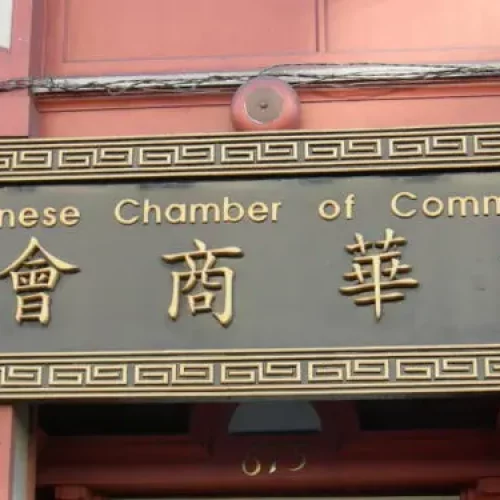 nese Chamber of Comm
華商會